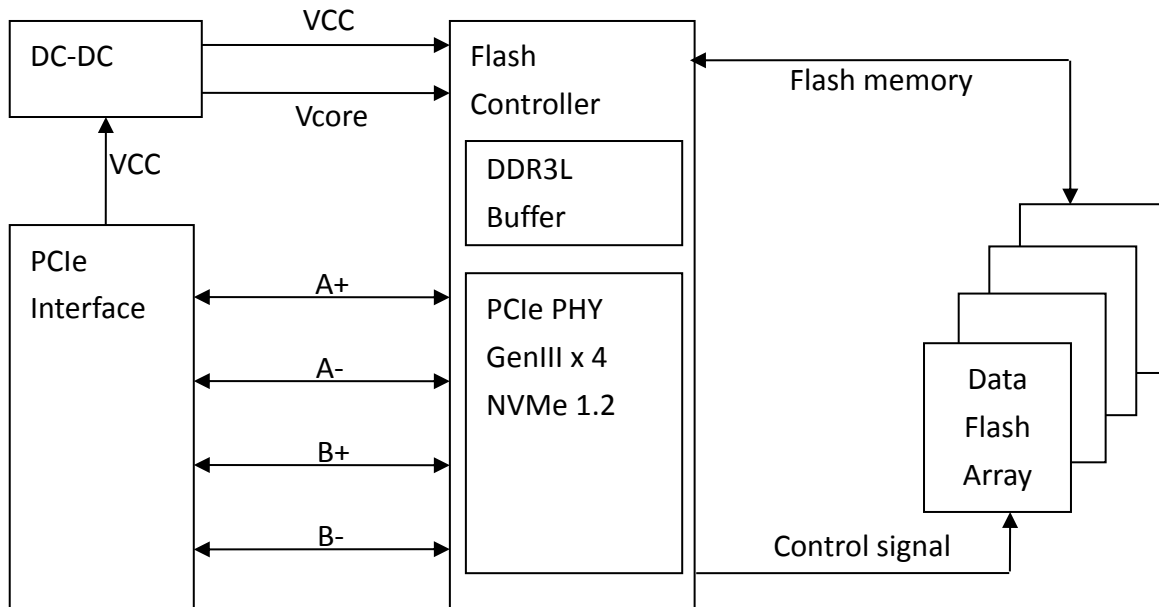 DC-DC
VCC
Vcore
VCC
PCIe
Interface
A+
A-
B+
B-
Flash
Controller
DDR3L
Buffer
PCIe PHY
GenIII x 4
NVMe 1.2
Flash memory
Data
Flash
Array
Control signal